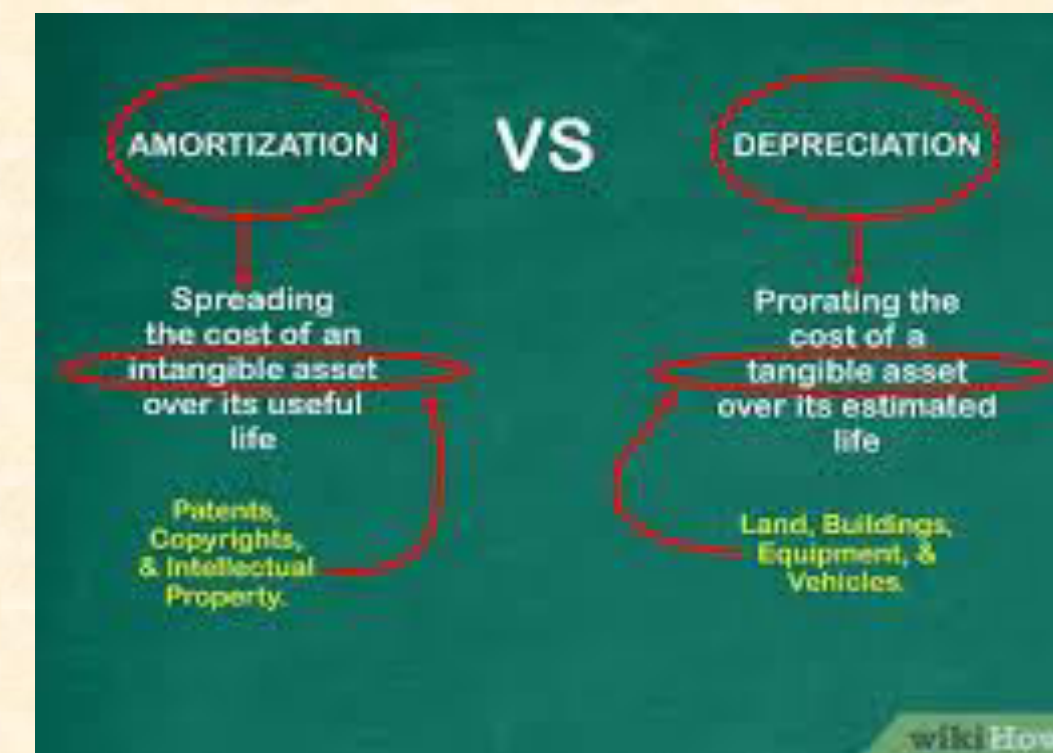 AMORTIZATION
VS
DEPRECIATION
Spreading
the cost of an
intangible asset
over its useful
life
Patents,
Copyrights,
& Intellectual
Property.
Prorating the
cost of a
tangible asset
over its estimated
life
Land, Buildings,
Equipment, &
Vehicles.
wikiHow